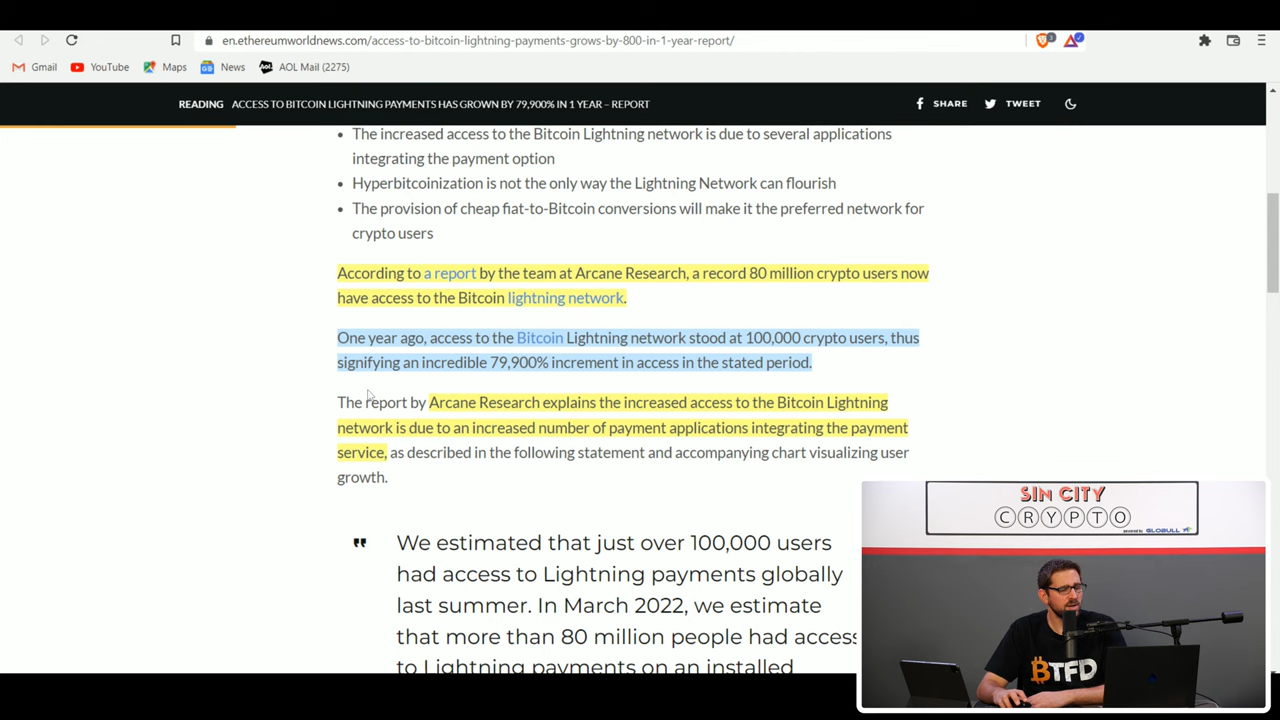 en.ethereumworldnews.com/access-to-bitcoin-lightning-payments-grows-by-800-in-1-year-report/
Gmail YouTube Maps News AOL Mail (2275)
READING ACCESS TO BITCOIN LIGHTNING PAYMENTS HAS GROWN BY 79,900% IN 1 YEAR – REPORT SHARE TWEET
• The increased access to the Bitcoin Lightning network is due to several applications
integrating the payment option
• Hyperbitcoinization is not the only way the Lightning Network can flourish
• The provision of cheap fiat-to-Bitcoin conversions will make it the preferred network for
crypto users
According to a report by the team at Arcane Research, a record 80 million crypto users now
have access to the Bitcoin lightning network.
One year ago, access to the Bitcoin Lightning network stood at 100,000 crypto users, thus
signifying an incredible 79,900% increment in access in the stated period.
The report by Arcane Research explains the increased access to the Bitcoin Lightning
network is due to an increased number of payment applications integrating the payment
service, as described in the following statement and accompanying chart visualizing user
growth.
" We estimated that just over 100,000 users
had access to Lightning payments globally
last summer. In March 2022, we estimate
that more than 80 million people had access
to Lightning payments on an installed
SIN CITY
CRYPTO
powered by GLOBULL
BTFD